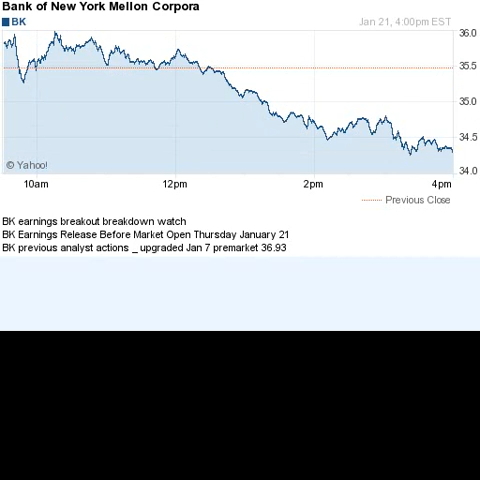 Bank of New York Mellon Corpora
BK
Jan 21, 4:00pm EST
36.0
35.5
35.0
34.5
34.0
© Yahoo!
10am 12pm 2pm 4pm
Previous Close
BK earnings breakout breakdown watch
BK Earnings Release Before Market Open Thursday January 21
BK previous analyst actions _ upgraded Jan 7 premarket 36.93